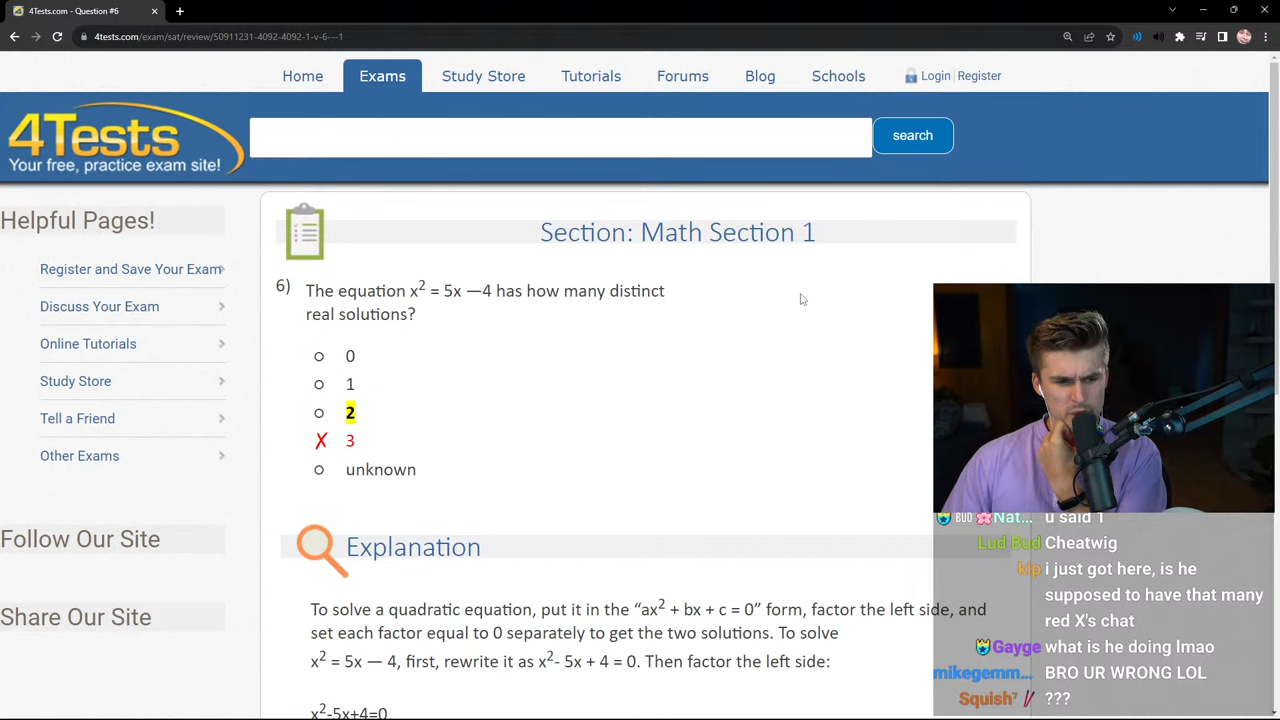 4Tests.com - Question #6
4tests.com/exam/sat/review/50911231-4092-4092-1-v-6---1
Home
Exams
Study Store
Tutorials
Forums
Blog
Schools
Login
Register
4Tests
Your free, practice exam site!
search
Helpful Pages!
Register and Save Your Exam
Discuss Your Exam
Online Tutorials
Study Store
Tell a Friend
Other Exams
Follow Our Site
Share Our Site
Section: Math Section 1
6) The equation x² = 5x —4 has how many distinct
real solutions?
0
1
2
X 3
unknown
Explanation
To solve a quadratic equation, put it in the “ax² + bx + c = 0” form, factor the left side, and
set each factor equal to 0 separately to get the two solutions. To solve
x² = 5x — 4, first, rewrite it as x²- 5x + 4 = 0. Then factor the left side:
x²-5x+4=0
BUD Nat... u said 1
Lud Bud Cheatwig
kip i just got here, is he
supposed to have that many
red X's chat
Gayge what is he doing lmao
mikegemm... BRO UR WRONG LOL
Squish⁷ ???